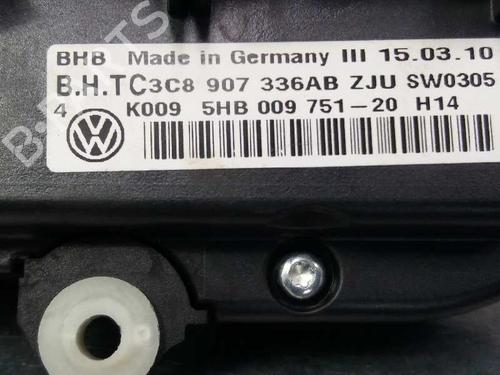 BHB Made in Germany III 15.03.10
B.H.TC3C8 907 336AB ZJU SW0305
4 K009 5HB 009 751-20 H14